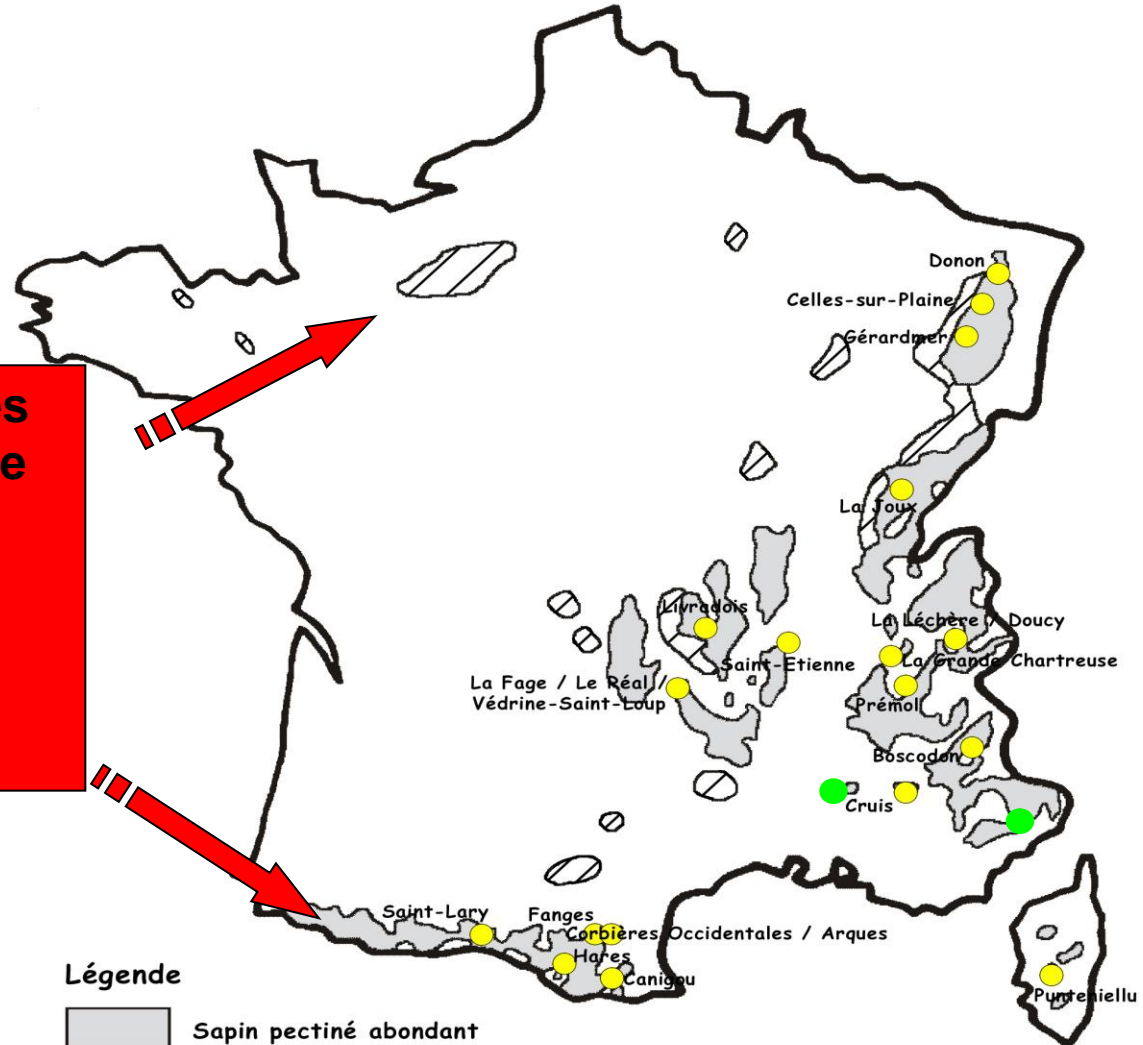 Donon
Celles-sur-Plaine
Gérardmer
es
e
La Joux
Livradois
La Léchère / Doucy
Saint-Etienne
La Grande Chartreuse
La Fage / Le Réal /
Védrine-Saint-Loup
Prémol
Boscodon
Cruis
Saint-Lary
Fanges
Corbières Occidentales / Arques
Hares
Canigou
Punteniellu
Légende
Sapin pectiné abondant